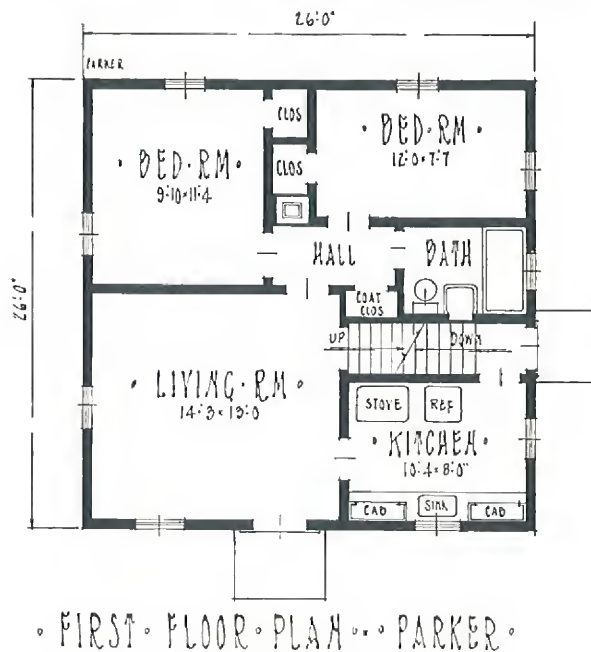 26'-0"
PARKER
CLOS
· BED·RM ·
9'-10×11'-4
CLOS
· BED·RM ·
12'-0×7'-7
HALL
BATH
26'-0"
COAT
CLOS
UP
DOWN
· LIVING·RM ·
14'-3×13'-0
STOVE
REF
· KITCHEN ·
10'-4×8'-0"
CAB
SINK
CAB
· FIRST · FLOOR · PLAN ··· PARKER ·